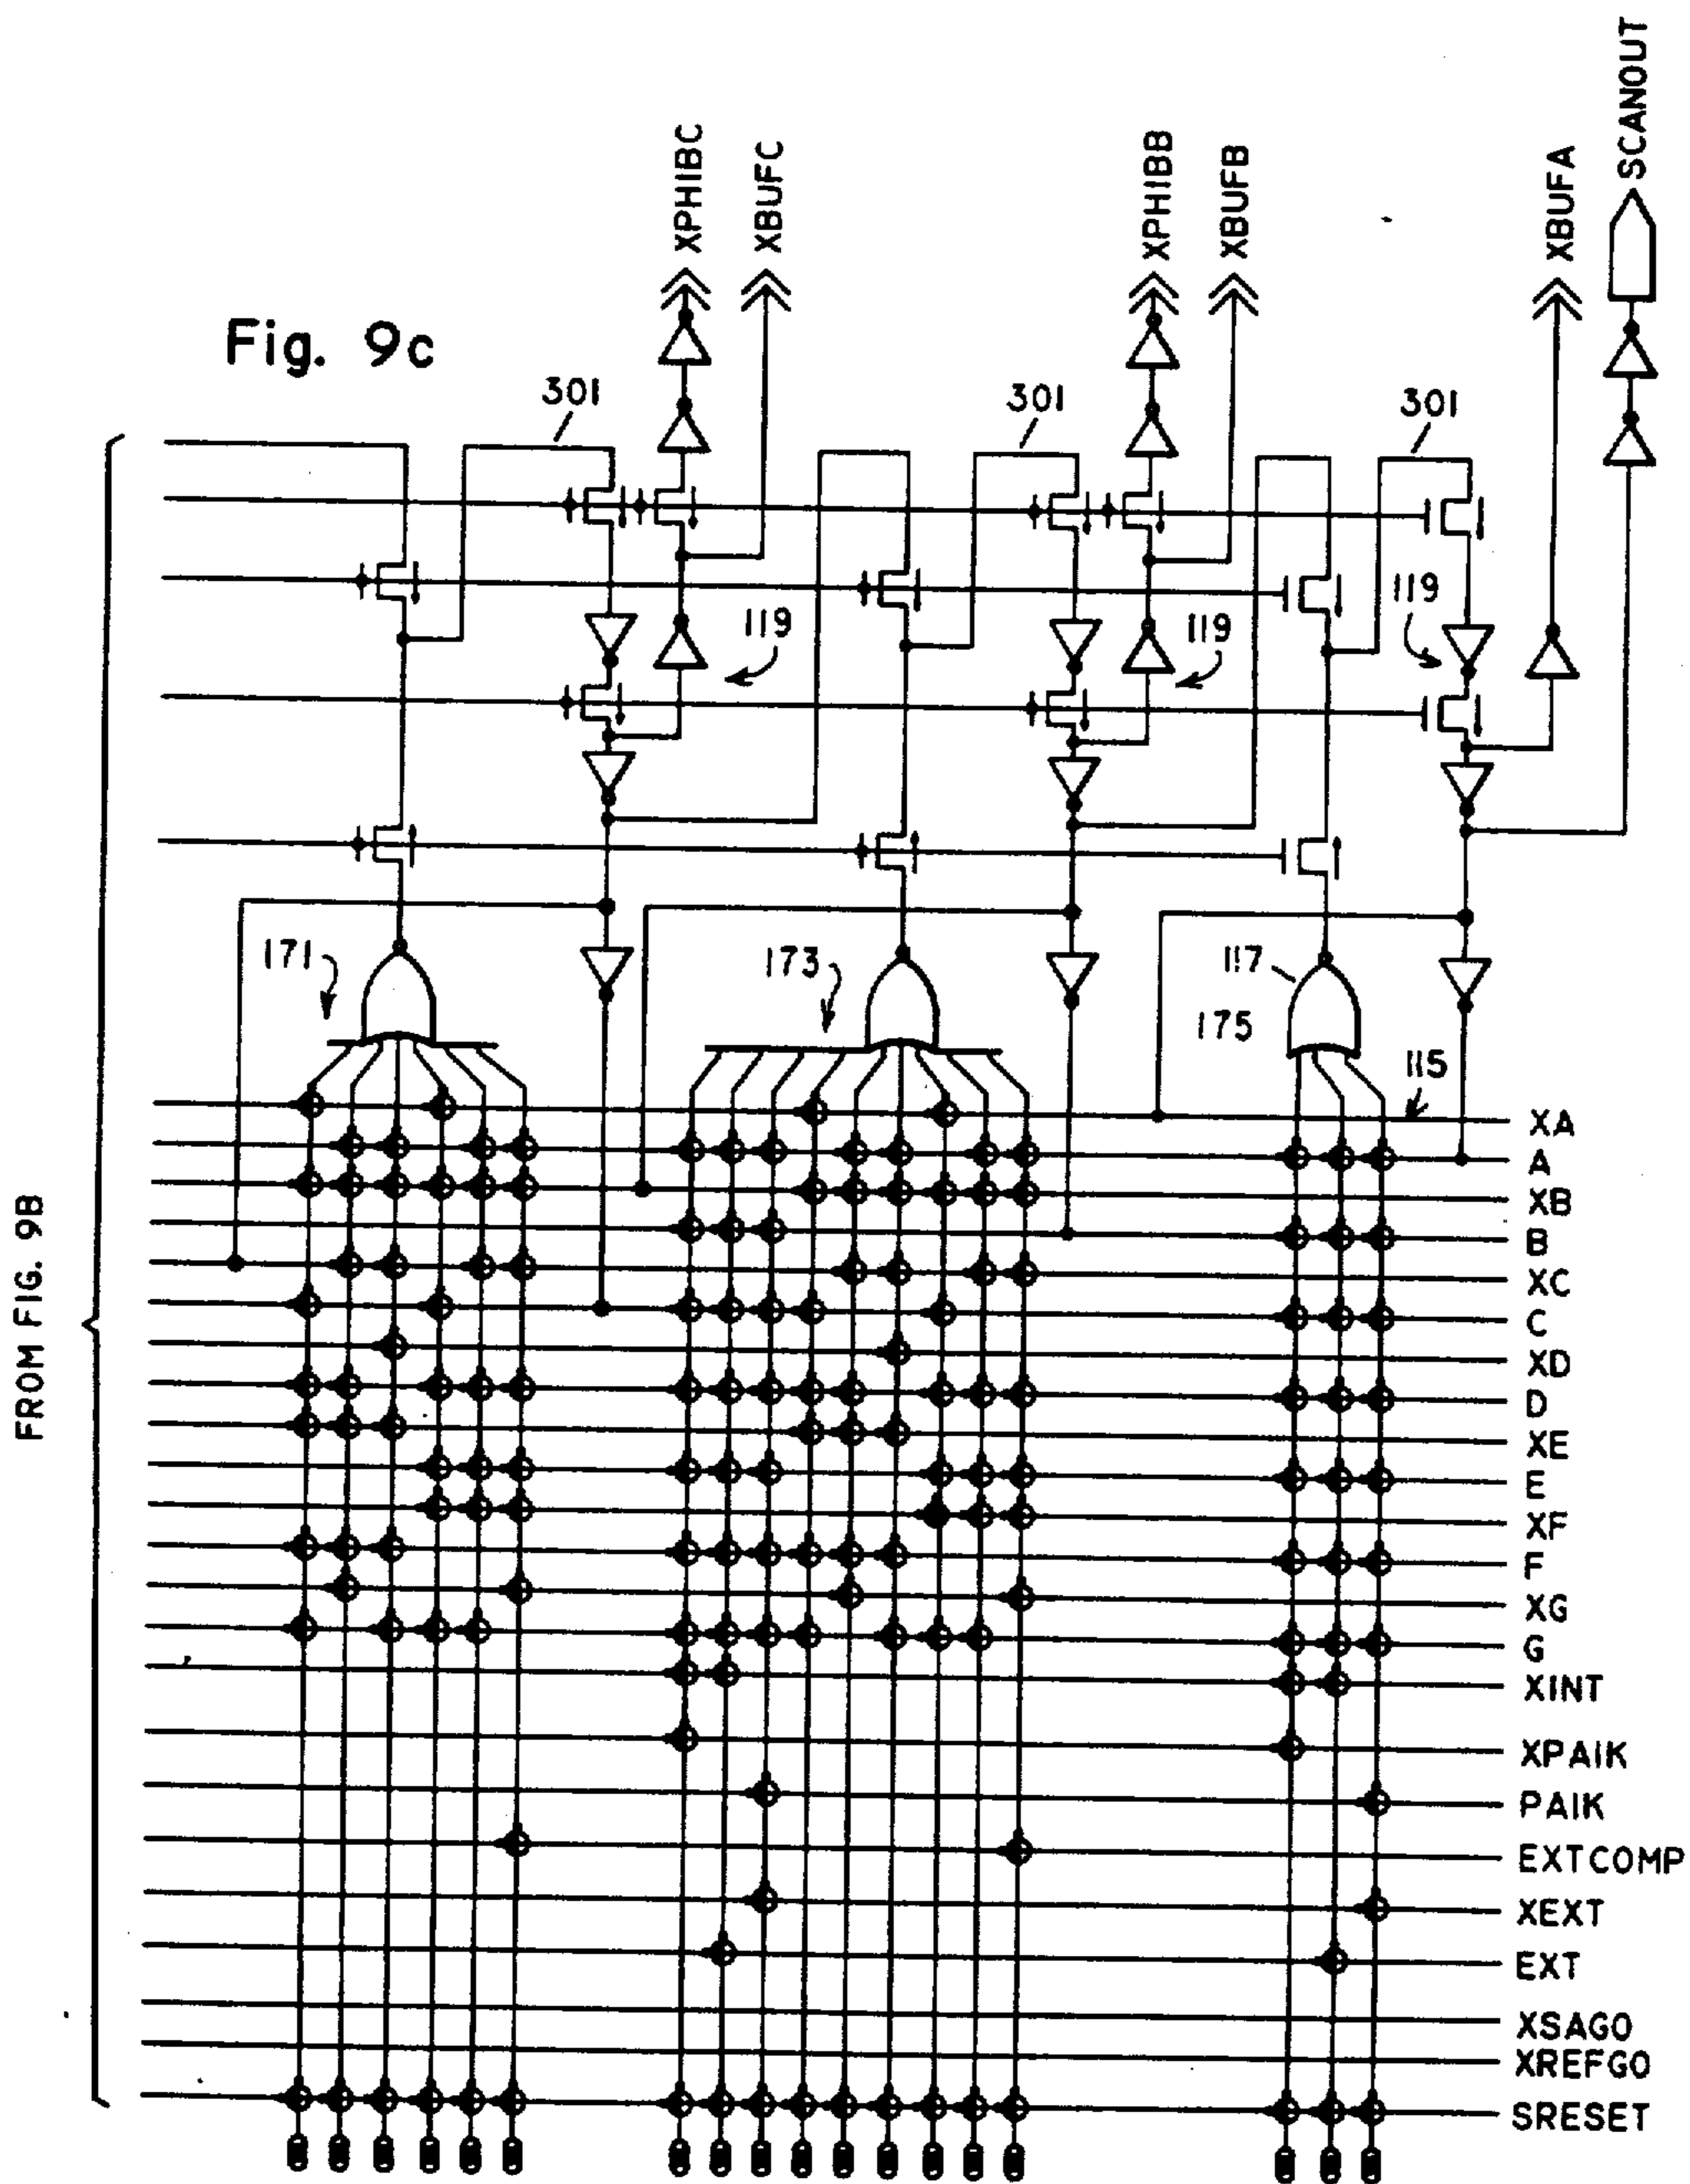 SCANOUT
XPHIBC
XBUFC
XPHIBB
XBUFB
XBUFA
Fig. 9c
301
301
301
119
119
119
171
173
117
175
115
FROM FIG. 9B
XA
A
XB
B
XC
C
XD
D
XE
E
XF
F
XG
G
XINT
XPAIK
PAIK
EXTCOMP
XEXT
EXT
XSAGO
XREFGO
SRESET